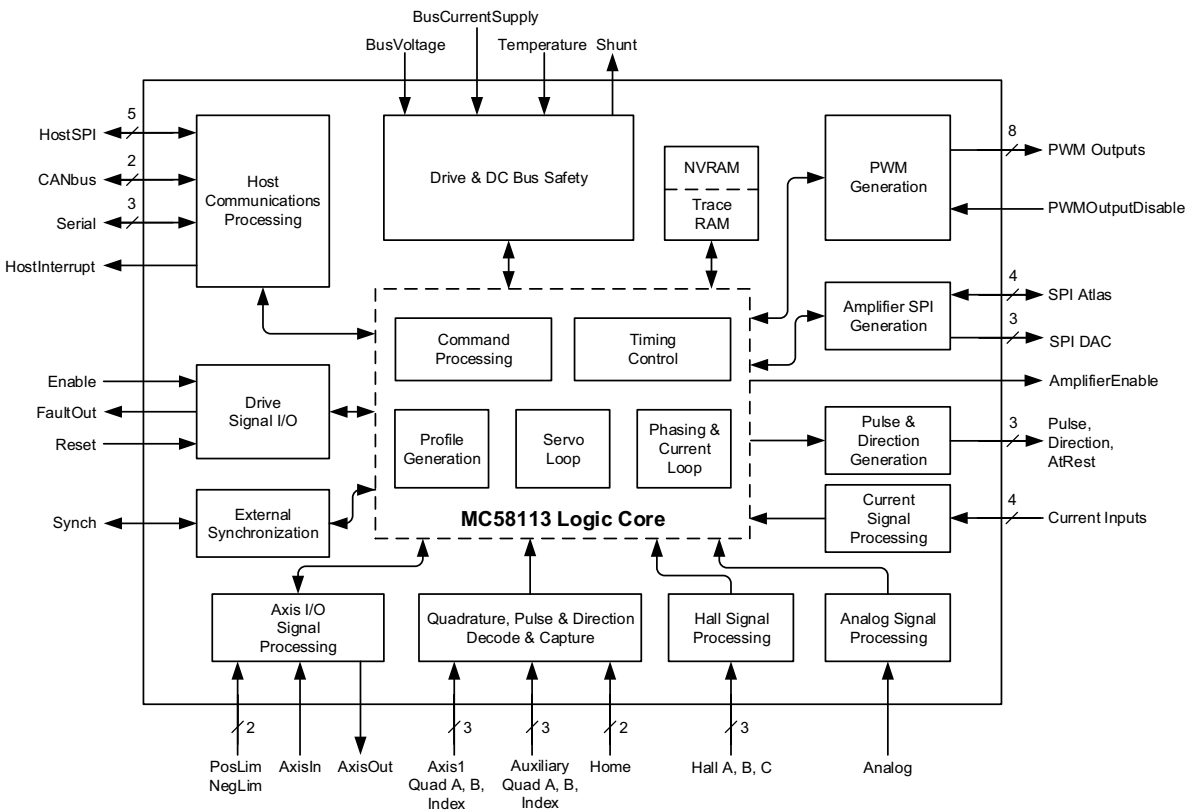 BusCurrentSupply
BusVoltage
Temperature
Shunt
5
HostSPI
2
CANbus
3
Serial
HostInterrupt
Host
Communications
Processing
Drive & DC Bus Safety
NVRAM
Trace
RAM
PWM
Generation
8
PWM Outputs
PWMOutputDisable
Amplifier SPI
Generation
4
SPI Atlas
3
SPI DAC
AmplifierEnable
Command
Processing
Timing
Control
Enable
FaultOut
Reset
Drive
Signal I/O
Profile
Generation
Servo
Loop
Phasing &
Current
Loop
Pulse &
Direction
Generation
3
Pulse,
Direction,
AtRest
Synch
External
Synchronization
MC58113 Logic Core
Current
Signal
Processing
4
Current Inputs
Axis I/O
Signal
Processing
Quadrature, Pulse & Direction
Decode & Capture
Hall Signal
Processing
Analog Signal
Processing
2
3
3
2
3
PosLim
NegLim
AxisIn
AxisOut
Axis1
Quad A, B,
Index
Auxiliary
Quad A, B,
Index
Home
Hall A, B, C
Analog